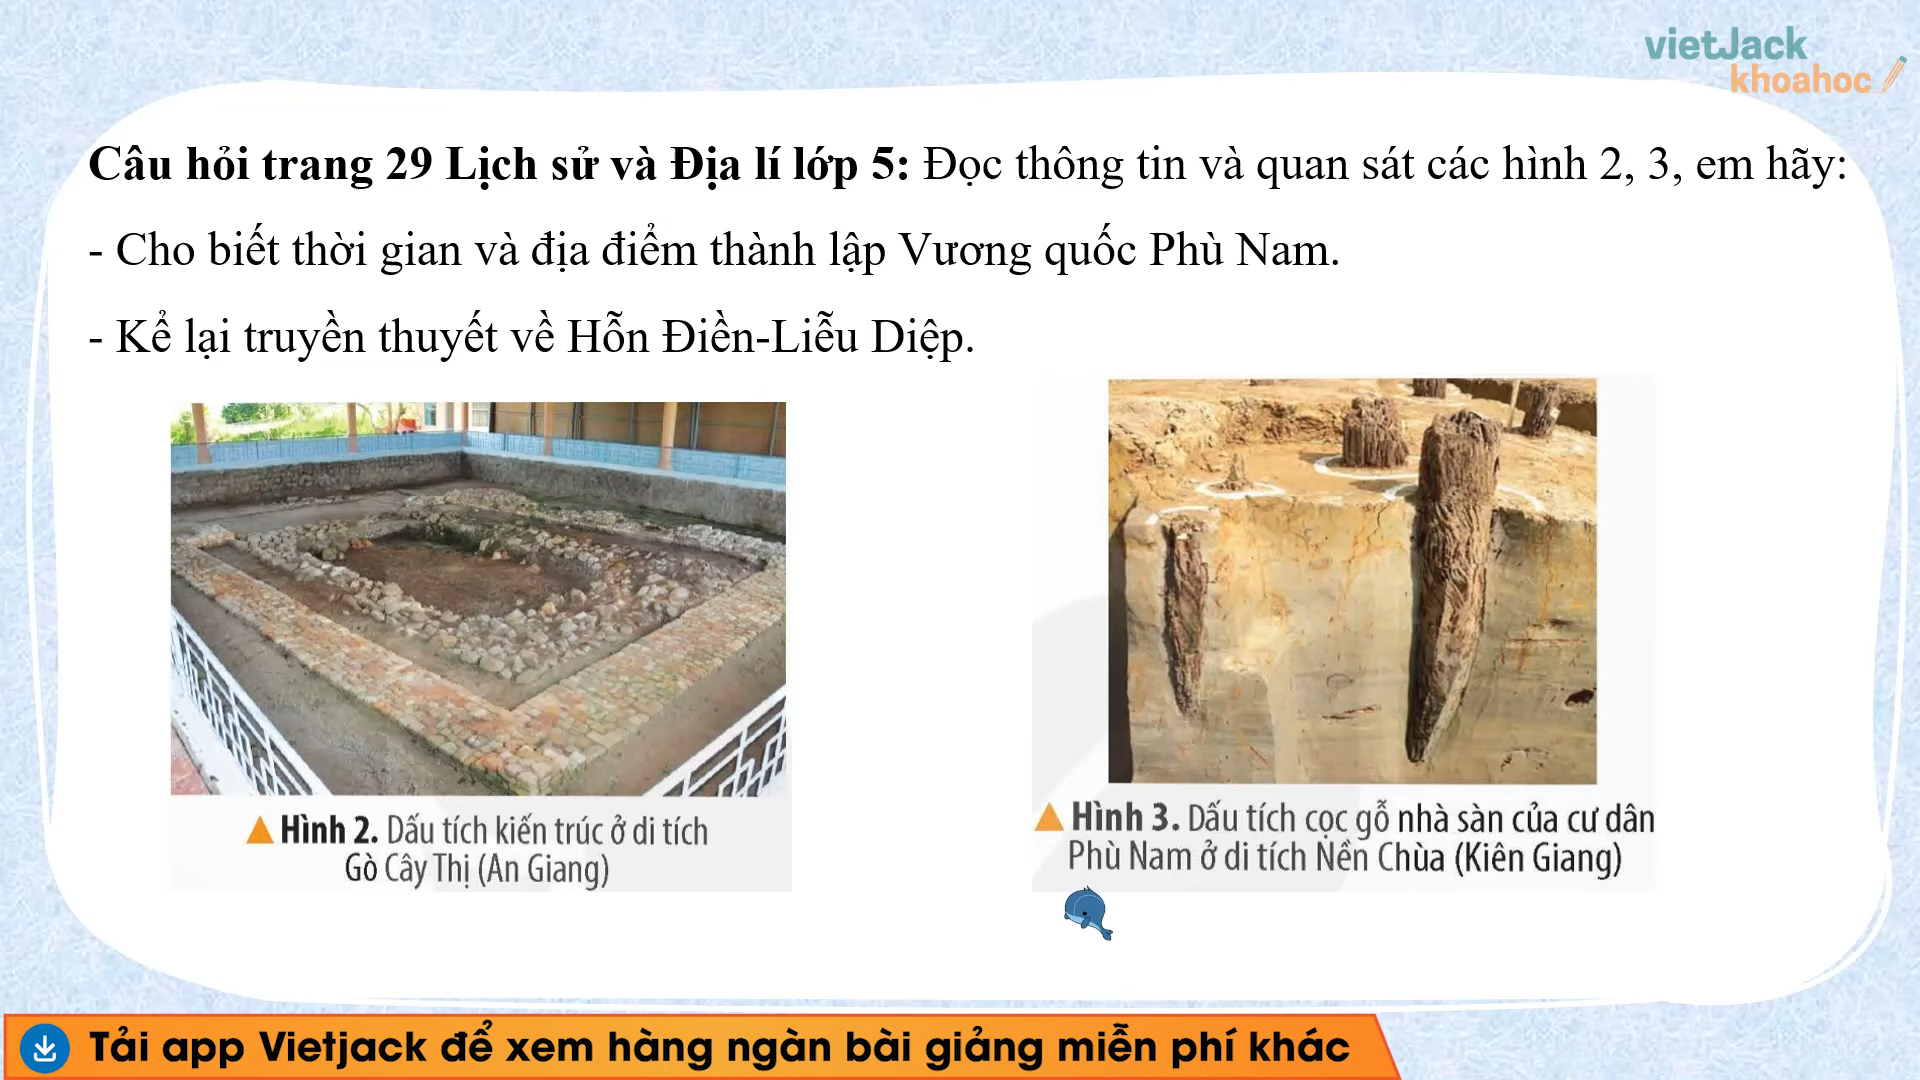 vietJack
khoahoc
Câu hỏi trang 29 Lịch sử và Địa lí lớp 5: Đọc thông tin và quan sát các hình 2, 3, em hãy:
- Cho biết thời gian và địa điểm thành lập Vương quốc Phù Nam.
- Kể lại truyền thuyết về Hỗn Điền-Liễu Diệp.
Hình 2. Dấu tích kiến trúc ở di tích
Gò Cây Thị (An Giang)
Hình 3. Dấu tích cọc gỗ nhà sàn của cư dân
Phù Nam ở di tích Nền Chùa (Kiên Giang)
Tải app Vietjack để xem hàng ngàn bài giảng miễn phí khác